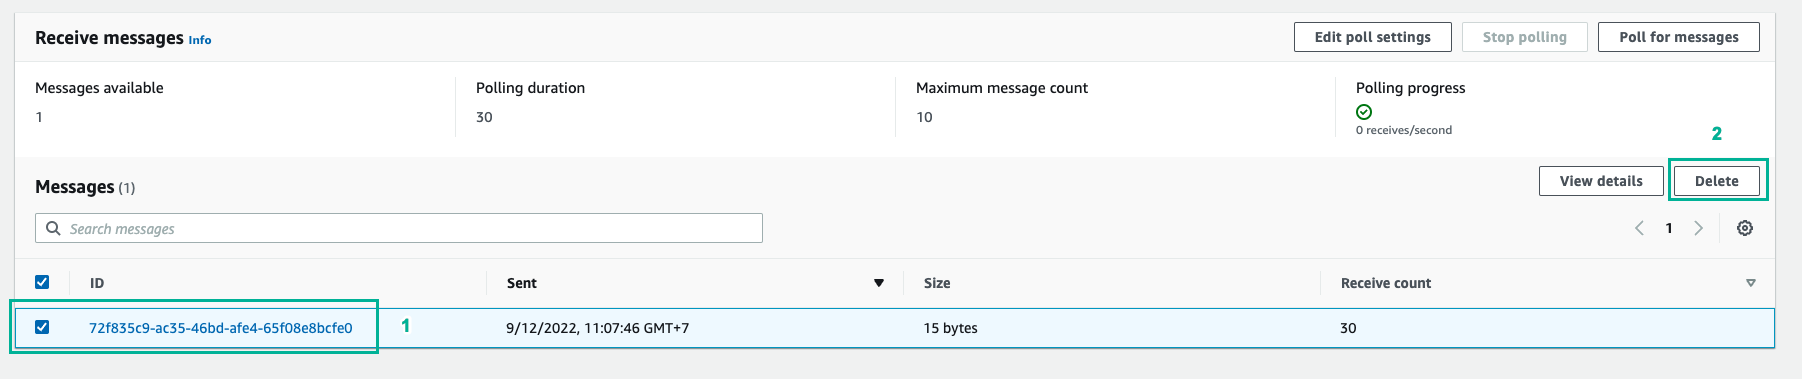 Receive messages Info
Edit poll settings Stop polling Poll for messages
Messages available Polling duration Maximum message count Polling progress
1 30 10
0 receives/second
2
Messages (1) View details Delete
Search messages 1
ID Sent Size Receive count
72f835c9-ac35-46bd-afe4-65f08e8bcfe0 1 9/12/2022, 11:07:46 GMT+7 15 bytes 30